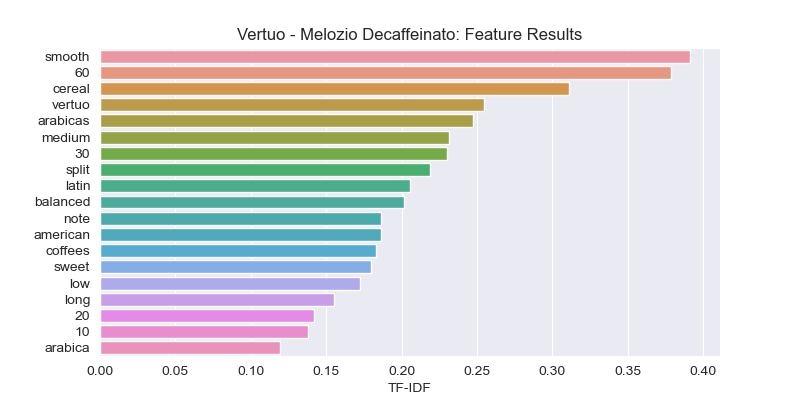 Vertuo - Melozio Decaffeinato: Feature Results
smooth
60
cereal
vertuo
arabicas
medium
30
split
latin
balanced
note
american
coffees
sweet
low
long
20
10
arabica
0.00 0.05 0.10 0.15 0.20 0.25 0.30 0.35 0.40
TF-IDF